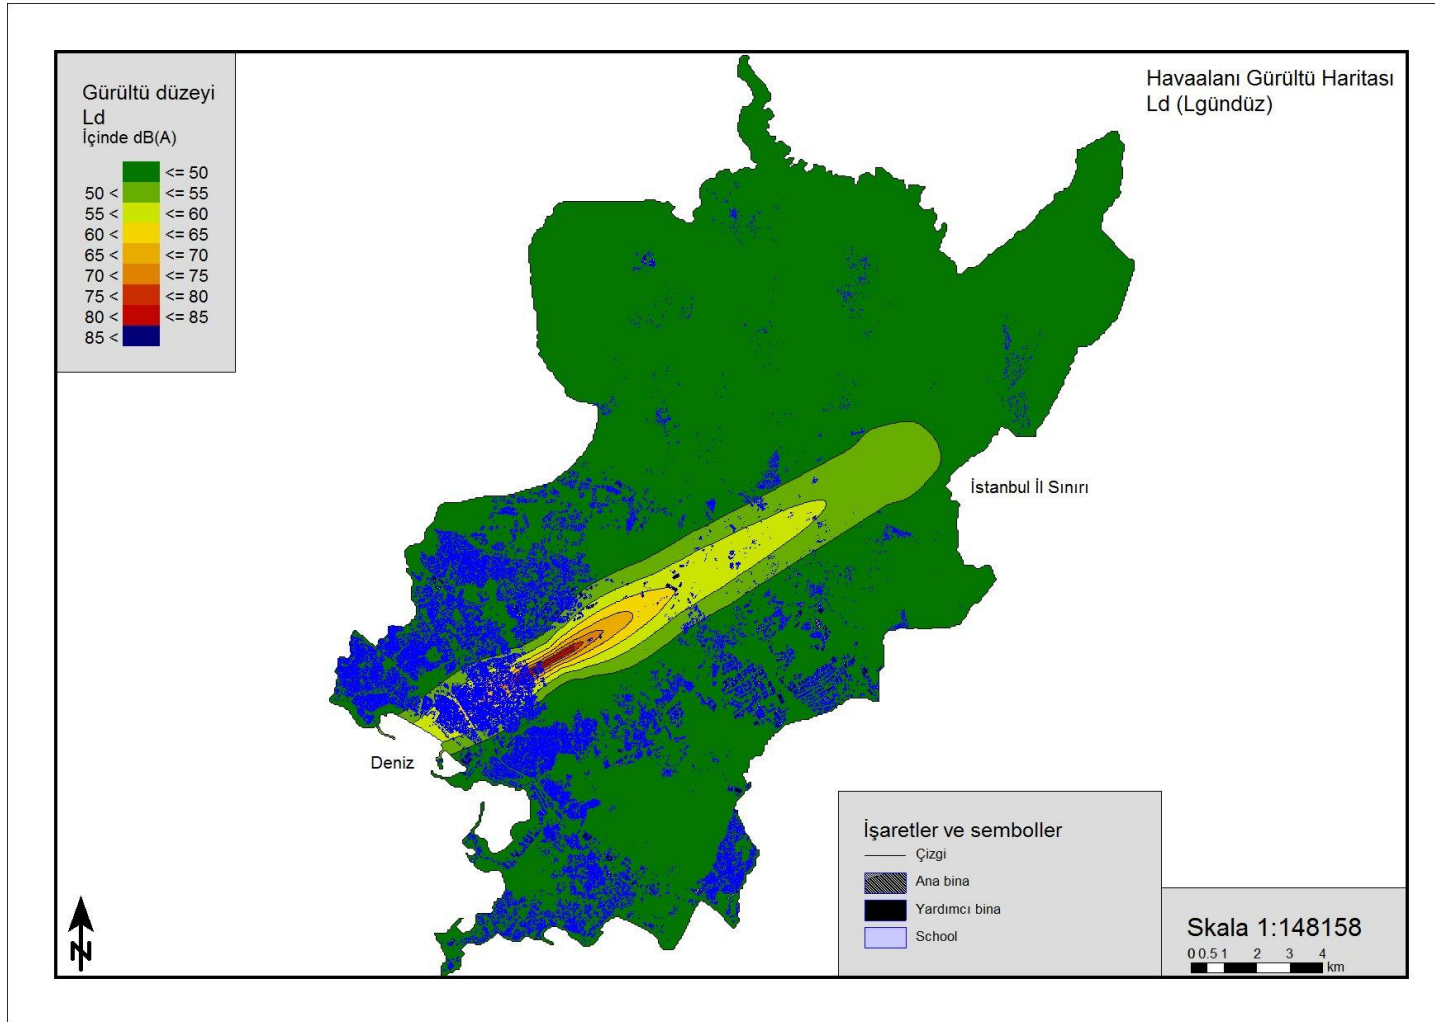 Gürültü düzeyi
Ld
İçinde dB(A)
<= 50
50 < <= 55
55 < <= 60
60 < <= 65
65 < <= 70
70 < <= 75
75 < <= 80
80 < <= 85
85 <
Havaalanı Gürültü Haritası
Ld (Lgündüz)
İstanbul İl Sınırı
Deniz
İşaretler ve semboller
Çizgi
Ana bina
Yardımcı bina
School
N
Skala 1:148158
0 0.5 1 2 3 4
km